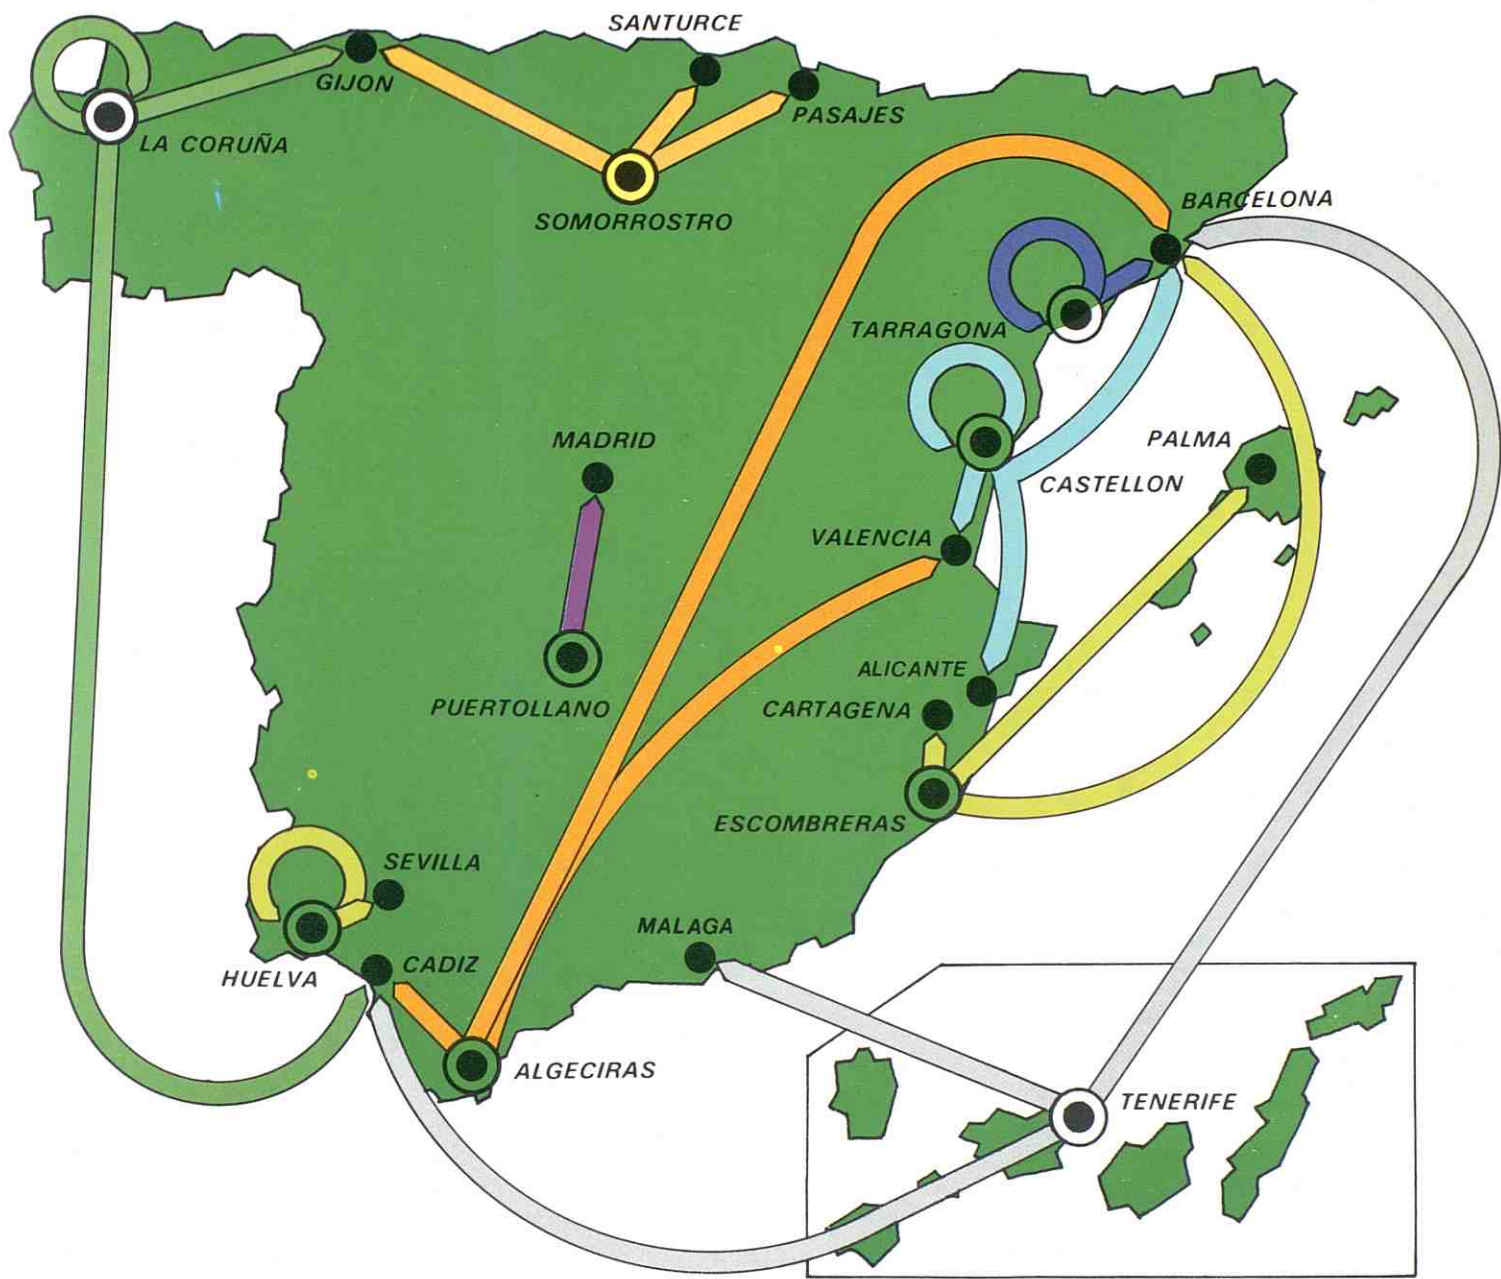 SANTURCE
GIJON
PASAJES
LA CORUÑA
SOMORROSTRO
BARCELONA
TARRAGONA
MADRID
PALMA
CASTELLON
VALENCIA
ALICANTE
PUERTOLLANO
CARTAGENA
ESCOMBRERAS
SEVILLA
MALAGA
HUELVA
CADIZ
ALGECIRAS
TENERIFE